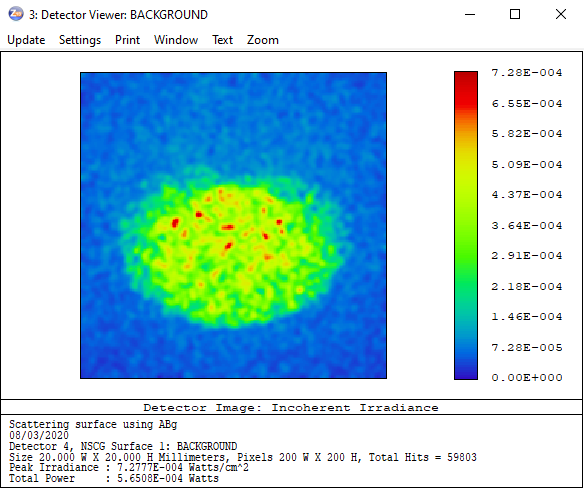 3: Detector Viewer: BACKGROUND
Update Settings Print Window Text Zoom
7.28E-004
6.55E-004
5.82E-004
5.09E-004
4.37E-004
3.64E-004
2.91E-004
2.18E-004
1.46E-004
7.28E-005
0.00E+000
Detector Image: Incoherent Irradiance
Scattering surface using ABg
08/03/2020
Detector 4, NSCG Surface 1: BACKGROUND
Size 20.000 W X 20.000 H Millimeters, Pixels 200 W X 200 H, Total Hits = 59803
Peak Irradiance : 7.2777E-004 Watts/cm^2
Total Power : 5.6508E-004 Watts